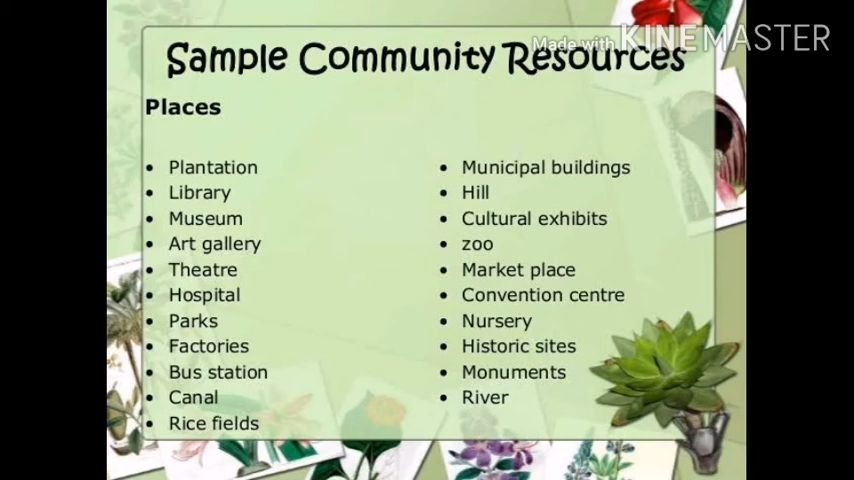 Made with KINEMASTER
Sample Community Resources
Places
• Plantation
• Library
• Museum
• Art gallery
• Theatre
• Hospital
• Parks
• Factories
• Bus station
• Canal
• Rice fields
• Municipal buildings
• Hill
• Cultural exhibits
• zoo
• Market place
• Convention centre
• Nursery
• Historic sites
• Monuments
• River